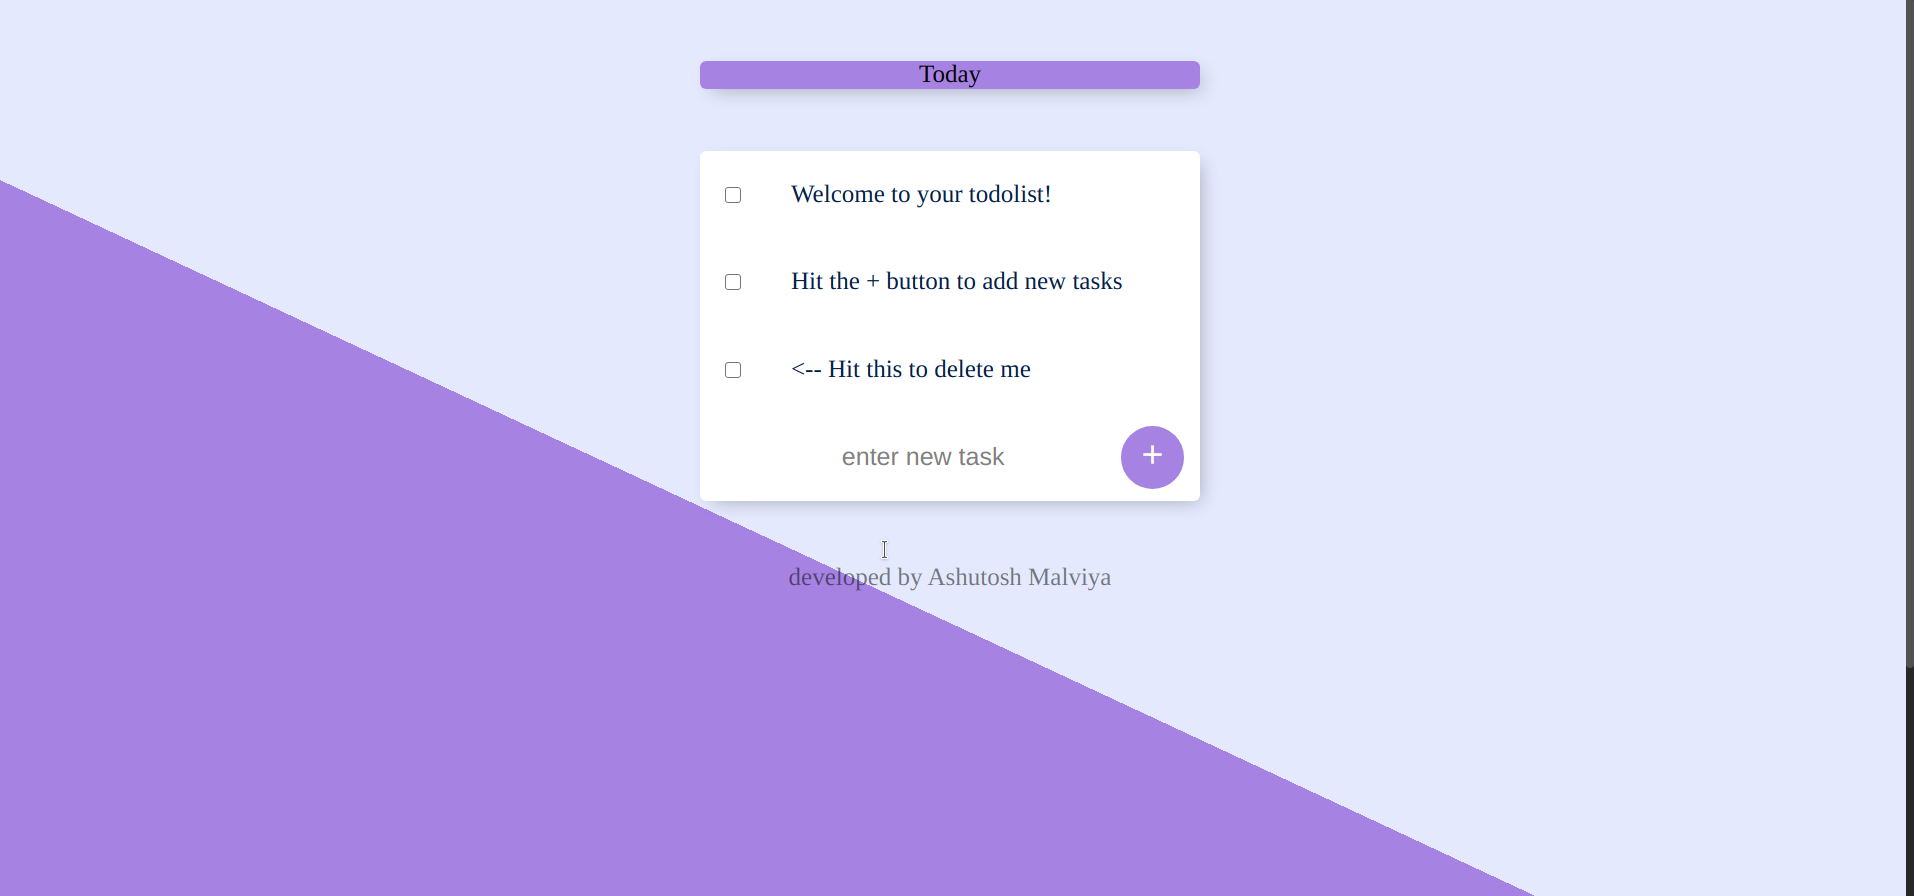 Today
Welcome to your todolist!
Hit the + button to add new tasks
<-- Hit this to delete me
enter new task
+
developed by Ashutosh Malviya